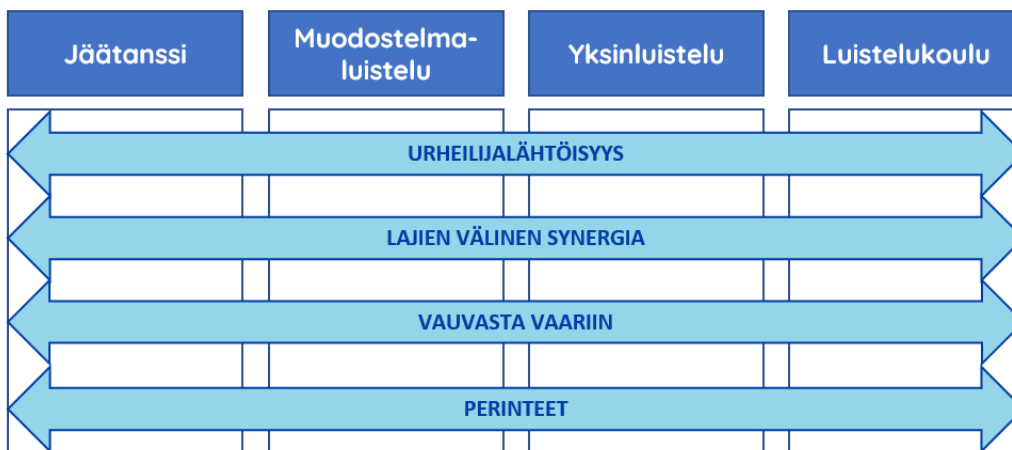 Jäätanssi
Muodostelma-
luistelu
Yksinluistelu
Luistelukoulu
URHEILIJALÄHTÖISYYS
LAJIEN VÄLINEN SYNERGIA
VAUVASTA VAARIIN
PERINTEET